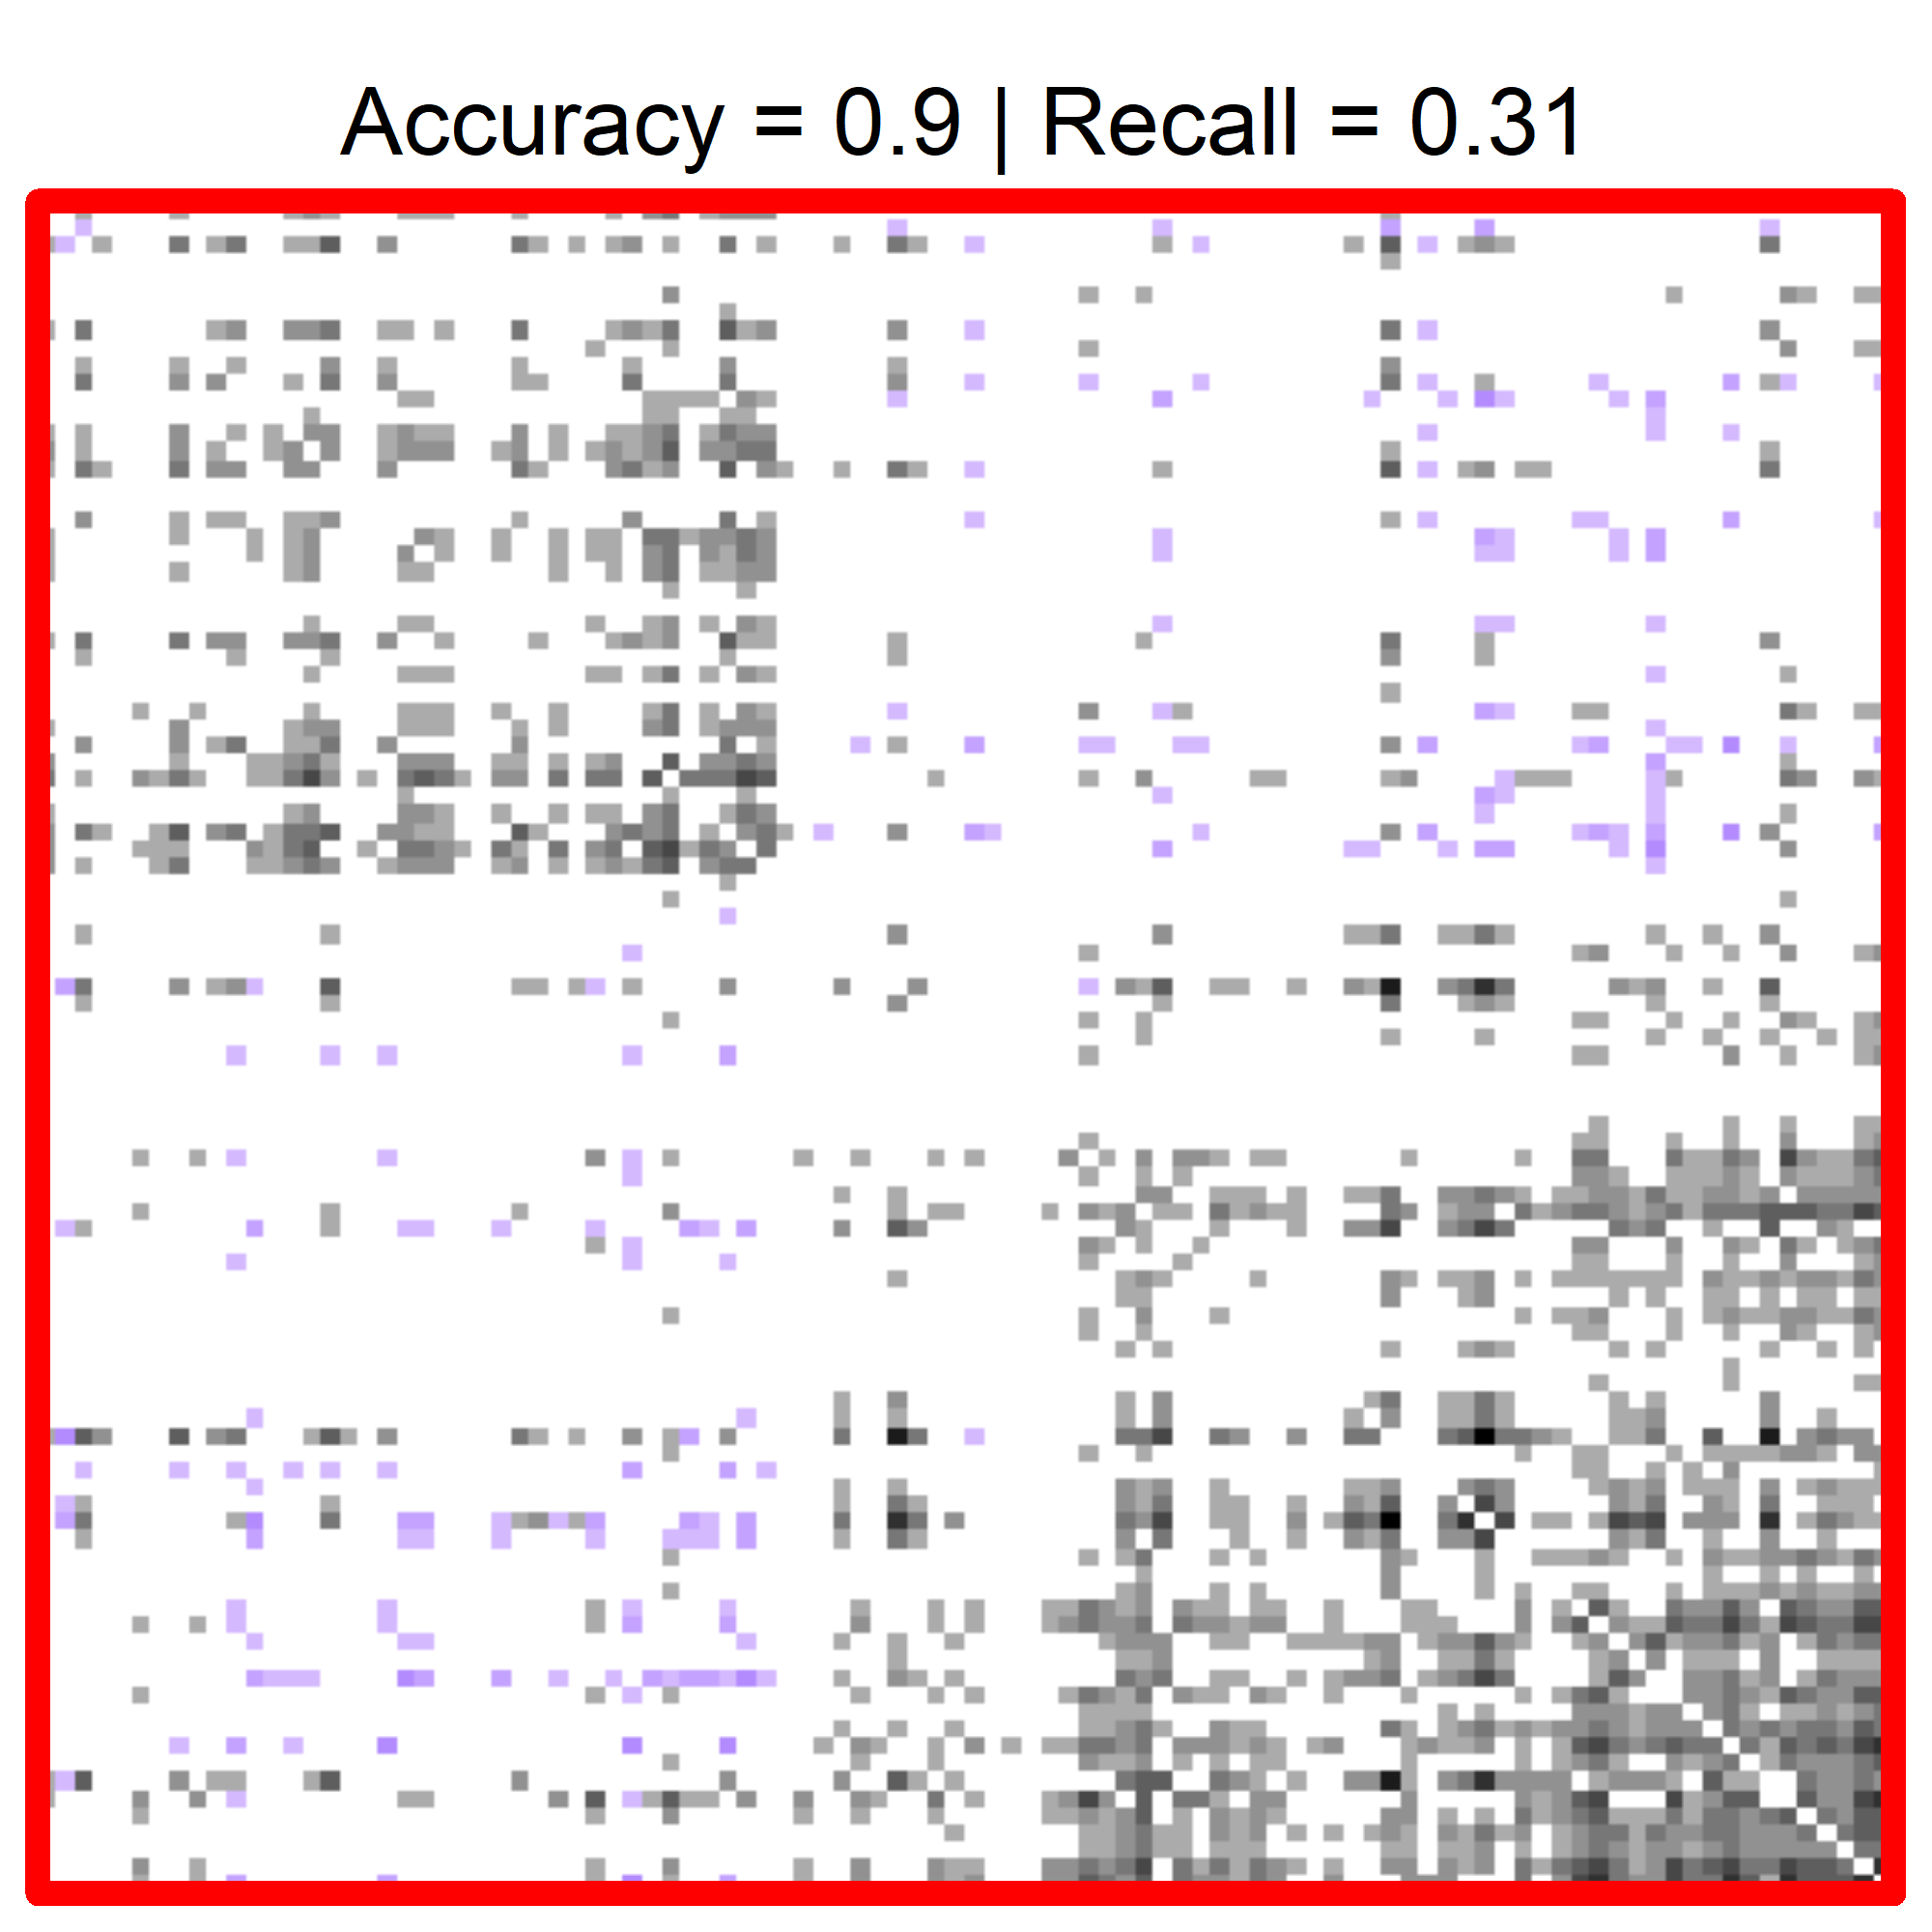 Accuracy = 0.9 | Recall = 0.31